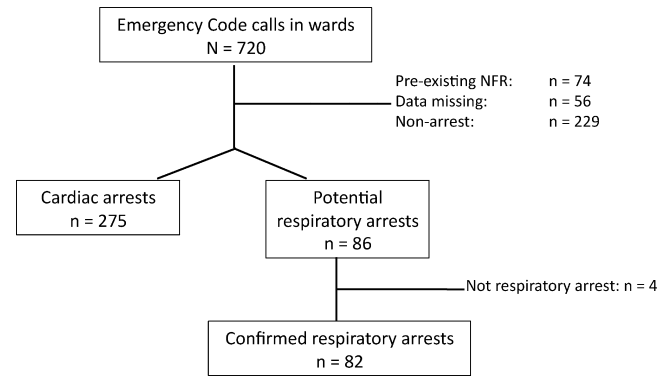 Emergency Code calls in wards
N = 720
Pre-existing NFR: n = 74
Data missing: n = 56
Non-arrest: n = 229
Cardiac arrests
n = 275
Potential
respiratory arrests
n = 86
Not respiratory arrest: n = 4
Confirmed respiratory arrests
n = 82